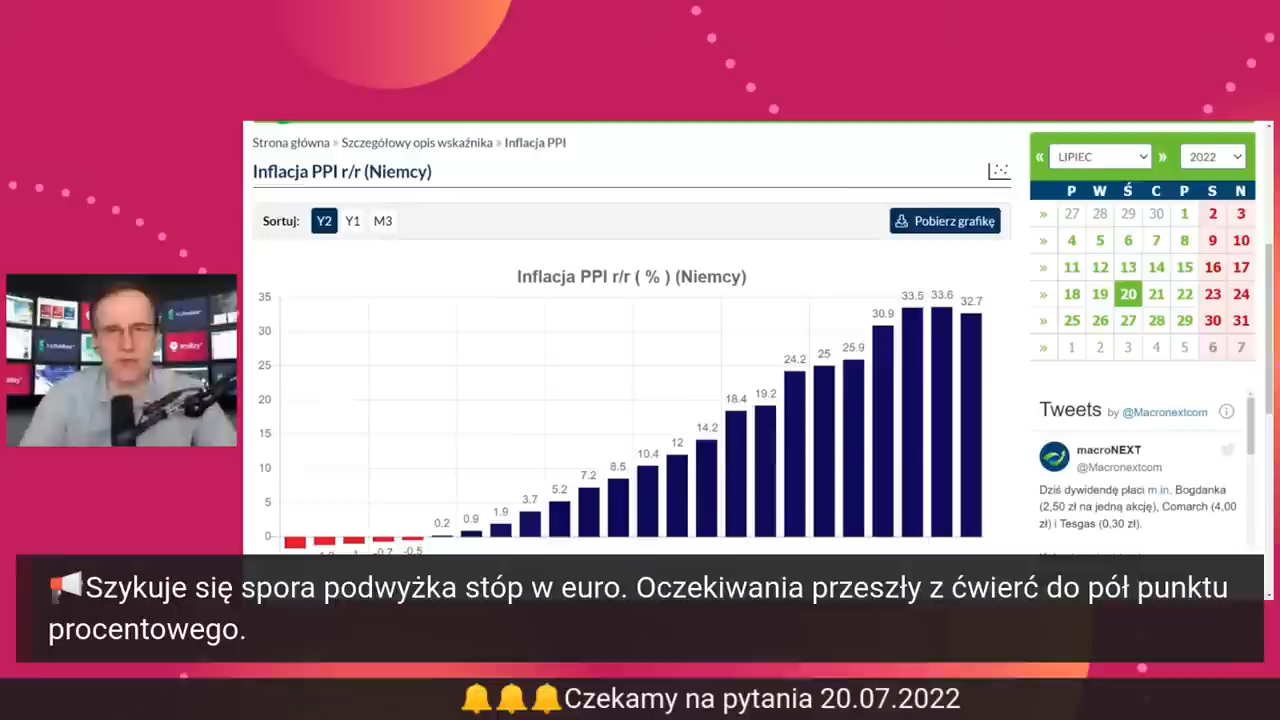 Strona główna » Szczegółowy opis wskaźnika » Inflacja PPI
Inflacja PPI r/r (Niemcy)
Sortuj: Y2 Y1 M3
Pobierz grafikę
Inflacja PPI r/r ( % ) (Niemcy)
35
30
25
20
15
10
5
0
-1
-0.7
-0.5
0.2
0.9
1.9
3.7
5.2
7.2
8.5
10.4
12
14.2
18.4
19.2
24.2
25
25.9
30.9
33.5
33.6
32.7
« LIPIEC » 2022
P W Ś C P S N
» 27 28 29 30 1 2 3
» 4 5 6 7 8 9 10
» 11 12 13 14 15 16 17
» 18 19 20 21 22 23 24
» 25 26 27 28 29 30 31
» 1 2 3 4 5 6 7
Tweets by @Macronextcom
macroNEXT
@Macronextcom
Dziś dywidendę płaci m.in. Bogdanka
(2,50 zł na jedną akcję), Comarch (4,00
zł) i Tesgas (0,30 zł).
Szykuje się spora podwyżka stóp w euro. Oczekiwania przeszły z ćwierć do pół punktu
procentowego.
Czekamy na pytania 20.07.2022